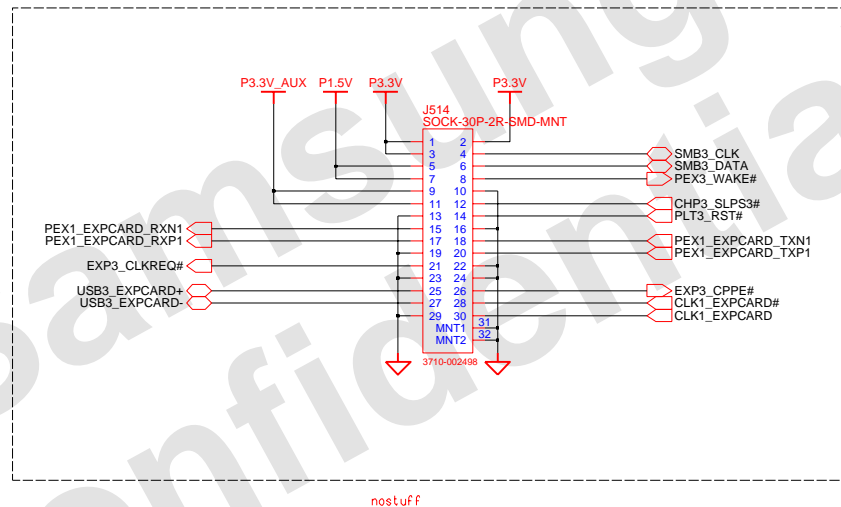 Samsung
Confidential
P3.3V_AUX P1.5V P3.3V P3.3V
J514
SOCK-30P-2R-SMD-MNT
1 2
3 4 SMB3_CLK
5 6 SMB3_DATA
7 8 PEX3_WAKE#
9 10
11 12 CHP3_SLPS3#
13 14 PLT3_RST#
PEX1_EXPCARD_RXN1 15 16
PEX1_EXPCARD_RXP1 17 18 PEX1_EXPCARD_TXN1
19 20 PEX1_EXPCARD_TXP1
EXP3_CLKREQ# 21 22
23 24
USB3_EXPCARD+ 25 26 EXP3_CPPE#
USB3_EXPCARD- 27 28 CLK1_EXPCARD#
29 30 CLK1_EXPCARD
MNT1 31
MNT2 32
3710-002498
nostuff